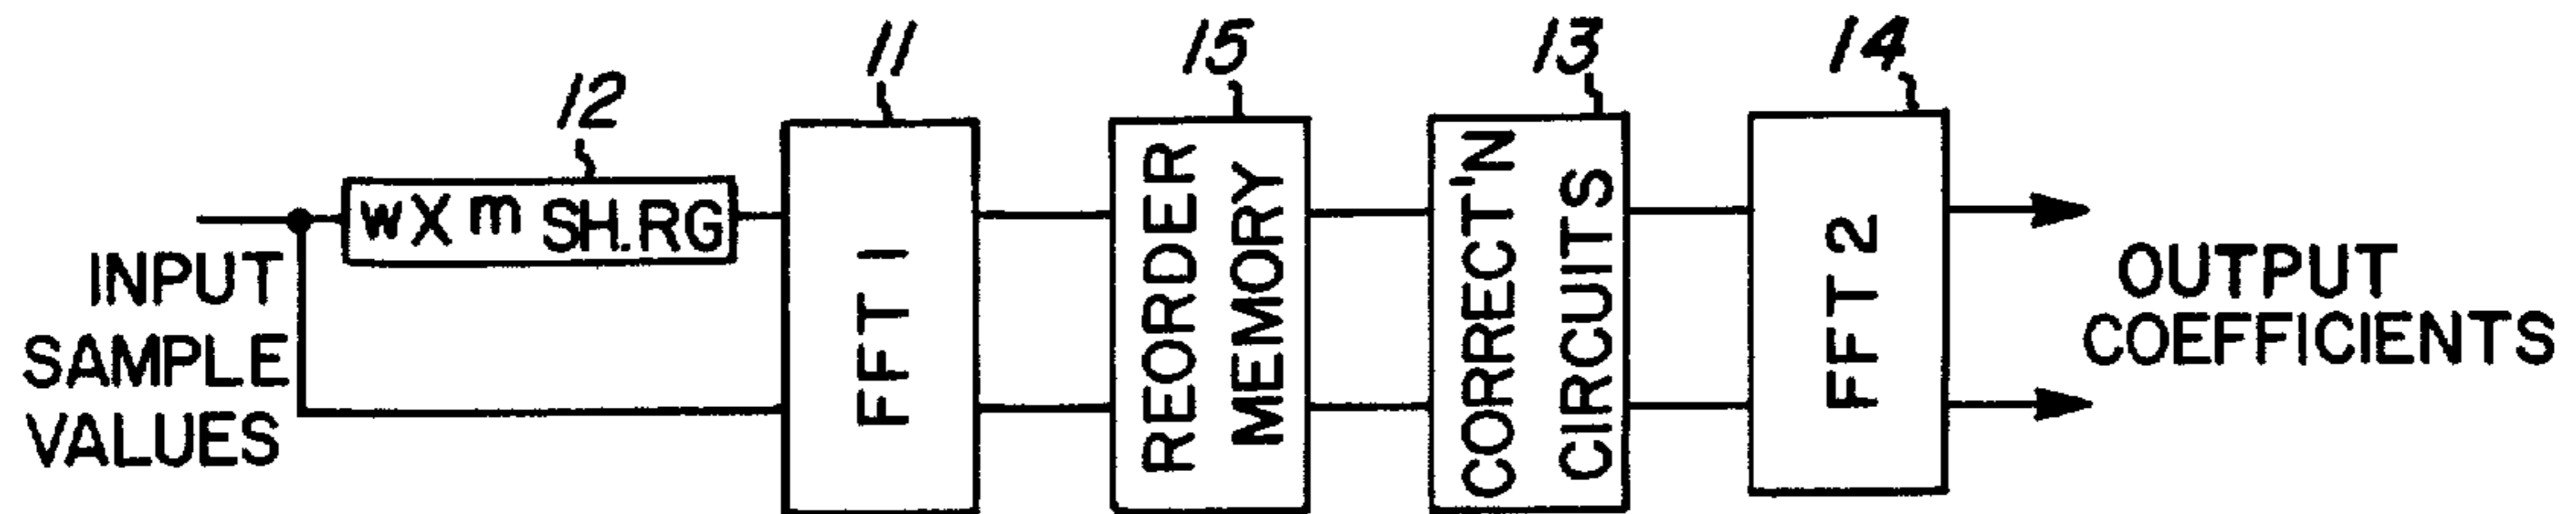 12
11
15
13
14
INPUT
SAMPLE
VALUES
wXm SH.RG
FFT 1
REORDER
MEMORY
CORRECT'N
CIRCUITS
FFT 2
OUTPUT
COEFFICIENTS